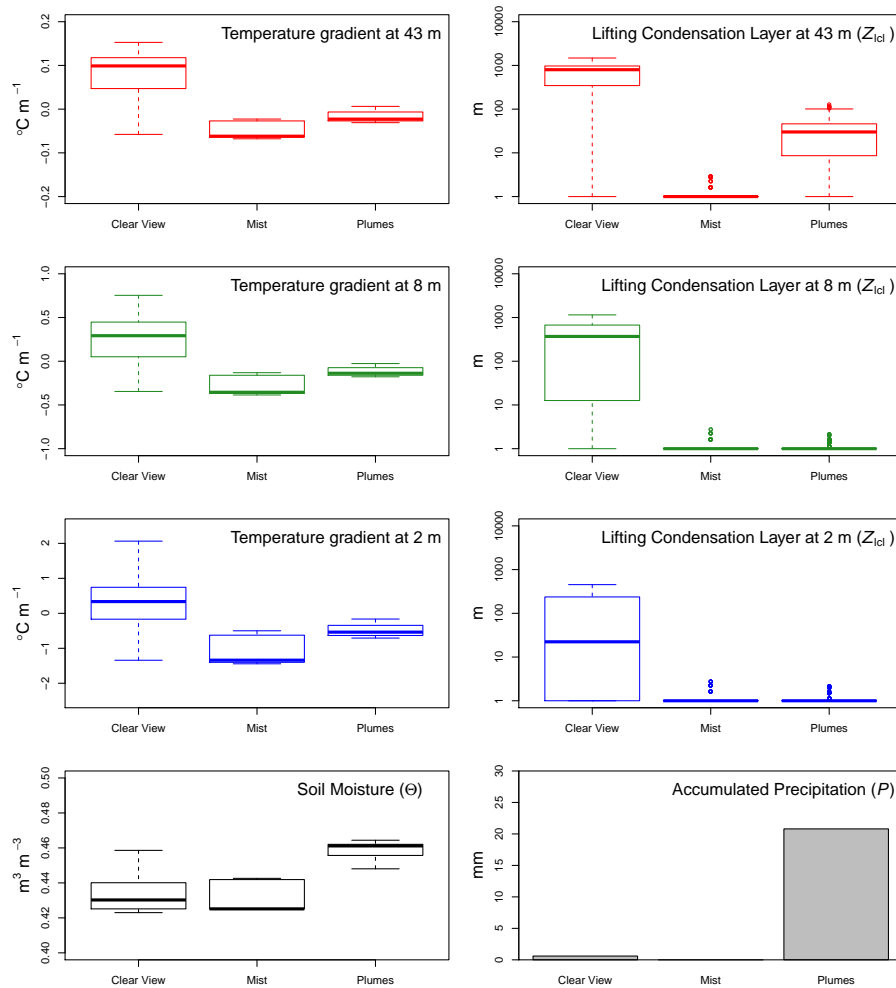 Temperature gradient at 43 m
°C m⁻¹
0.2
0.1
0.0
−0.1
−0.2
Clear View Mist Plumes
Lifting Condensation Layer at 43 m (Zlcl)
m
10000
1000
100
10
1
Clear View Mist Plumes
Temperature gradient at 8 m
°C m⁻¹
1.0
0.5
0.0
−0.5
−1.0
Clear View Mist Plumes
Lifting Condensation Layer at 8 m (Zlcl)
m
10000
1000
100
10
1
Clear View Mist Plumes
Temperature gradient at 2 m
°C m⁻¹
2
1
0
−1
−2
Clear View Mist Plumes
Lifting Condensation Layer at 2 m (Zlcl)
m
10000
1000
100
10
1
Clear View Mist Plumes
Soil Moisture (Θ)
m³ m⁻³
0.50
0.48
0.46
0.44
0.42
0.40
Clear View Mist Plumes
Accumulated Precipitation (P)
mm
30
25
20
15
10
5
0
Clear View Mist Plumes